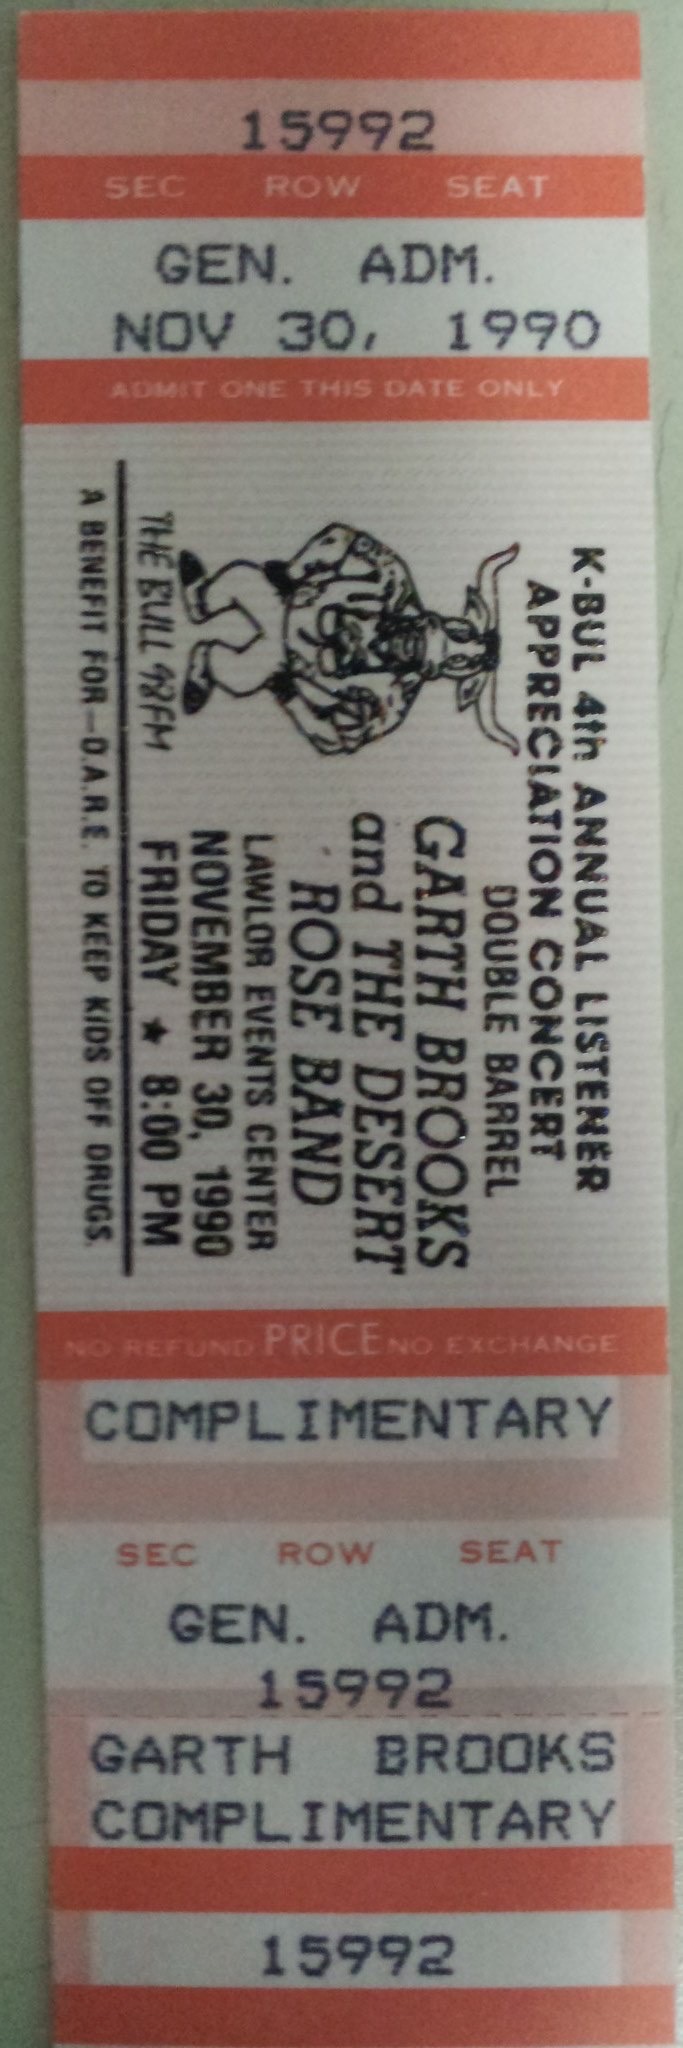 15992
SEC ROW SEAT
GEN. ADM.
NOV 30, 1990
ADMIT ONE THIS DATE ONLY
K-BUL 4th ANNUAL LISTENER
APPRECIATION CONCERT
DOUBLE BARREL
GARTH BROOKS
and THE DESERT
ROSE BAND
LAWLOR EVENTS CENTER
NOVEMBER 30, 1990
FRIDAY ★ 8:00 PM
THE BULL 98 FM
A BENEFIT FOR—D.A.R.E. TO KEEP KIDS OFF DRUGS.
NO REFUND PRICE NO EXCHANGE
COMPLIMENTARY
SEC ROW SEAT
GEN. ADM.
15992
GARTH BROOKS
COMPLIMENTARY
15992